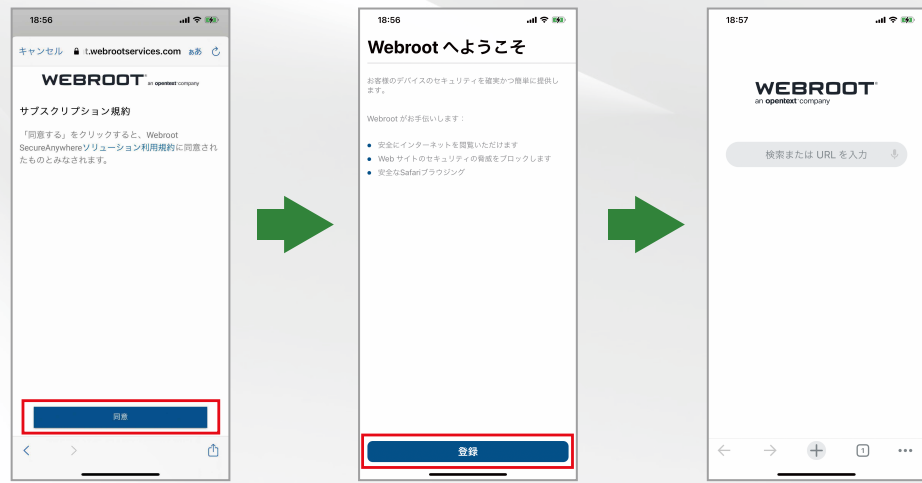 18:56
キャンセル t.webrootservices.com ぁあ
WEBROOT
an opentext company
サブスクリプション規約
「同意する」をクリックすると、Webroot
SecureAnywhereソリューション利用規約に同意され
たものとみなされます。
同意
18:56
Webroot へようこそ
お客様のデバイスのセキュリティを確実かつ簡単に提供し
ます。
Webroot がお手伝いします：
安全にインターネットを閲覧いただけます
Web サイトのセキュリティの脅威をブロックします
安全なSafariブラウジング
登録
18:57
WEBROOT
an opentext company
検索または URL を入力
1